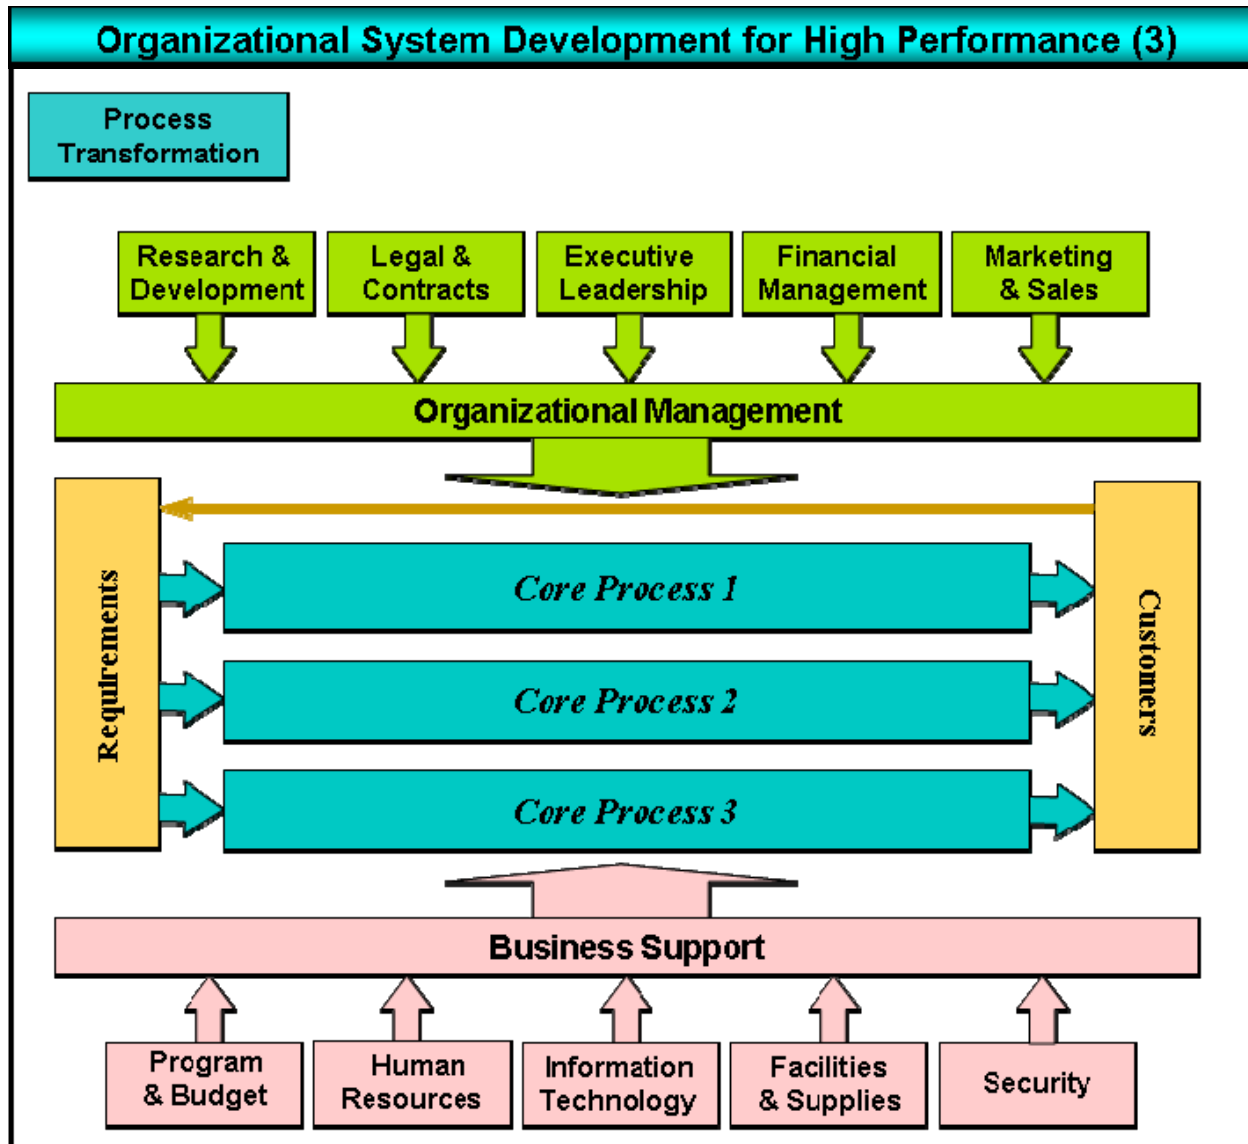 Organizational System Development for High Performance (3)
Process
Transformation
Research &
Development
Legal &
Contracts
Executive
Leadership
Financial
Management
Marketing
& Sales
Organizational Management
Requirements
Core Process 1
Core Process 2
Core Process 3
Customers
Business Support
Program
& Budget
Human
Resources
Information
Technology
Facilities
& Supplies
Security